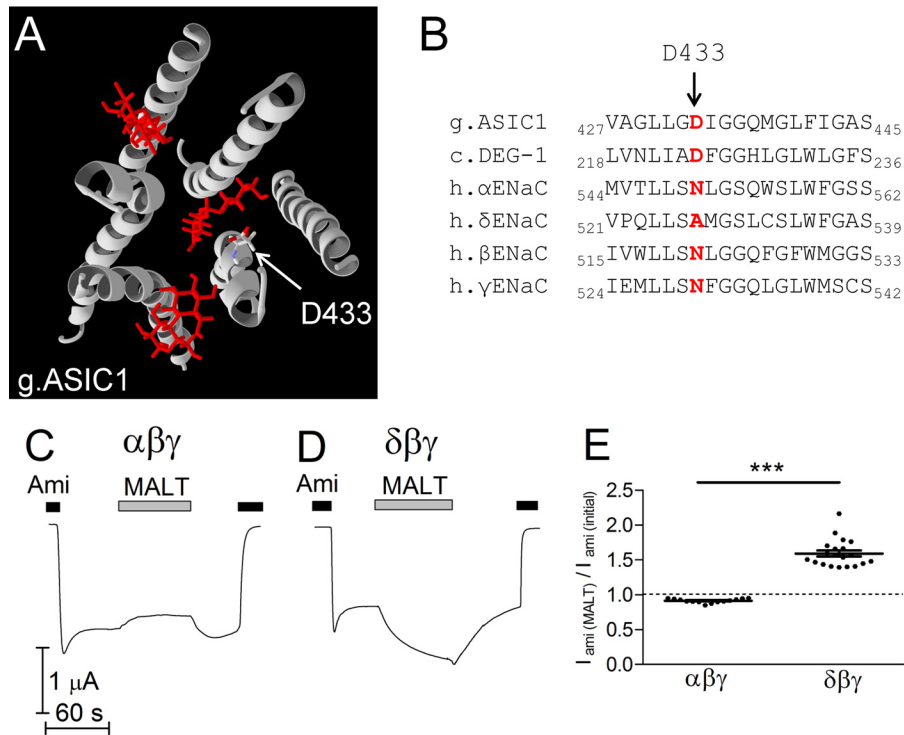 A
D433
g.ASIC1
B
D433
g.ASIC1 427VAGLLGDIGGQMGLFIGAS445
c.DEG-1 218LVNLIADFGGHLGLWLGFS236
h.αENaC 544MVTLLSNLGSQWSLWFGSS562
h.δENaC 521VPQLLSAMGSLCSLWFGAS539
h.βENaC 515IVWLLSNLGGQFGFWMGGS533
h.γENaC 524IEMLLSNFGGQLGLWMSCS542
C αβγ
Ami MALT
1 μA
60 s
D δβγ
Ami MALT
E
***
I ami (MALT) / I ami (initial)
2.5
2.0
1.5
1.0
0.5
0.0
αβγ δβγ